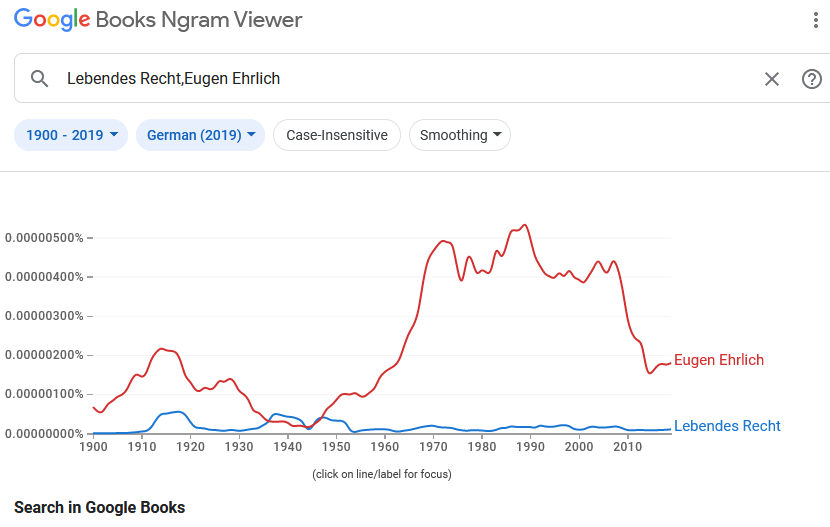 Google Books Ngram Viewer
Lebendes Recht,Eugen Ehrlich
1900 - 2019 German (2019) Case-Insensitive Smoothing
0.00000500%
0.00000400%
0.00000300%
0.00000200%
Eugen Ehrlich
0.00000100%
Lebendes Recht
0.00000000%
1900 1910 1920 1930 1940 1950 1960 1970 1980 1990 2000 2010
(click on line/label for focus)
Search in Google Books